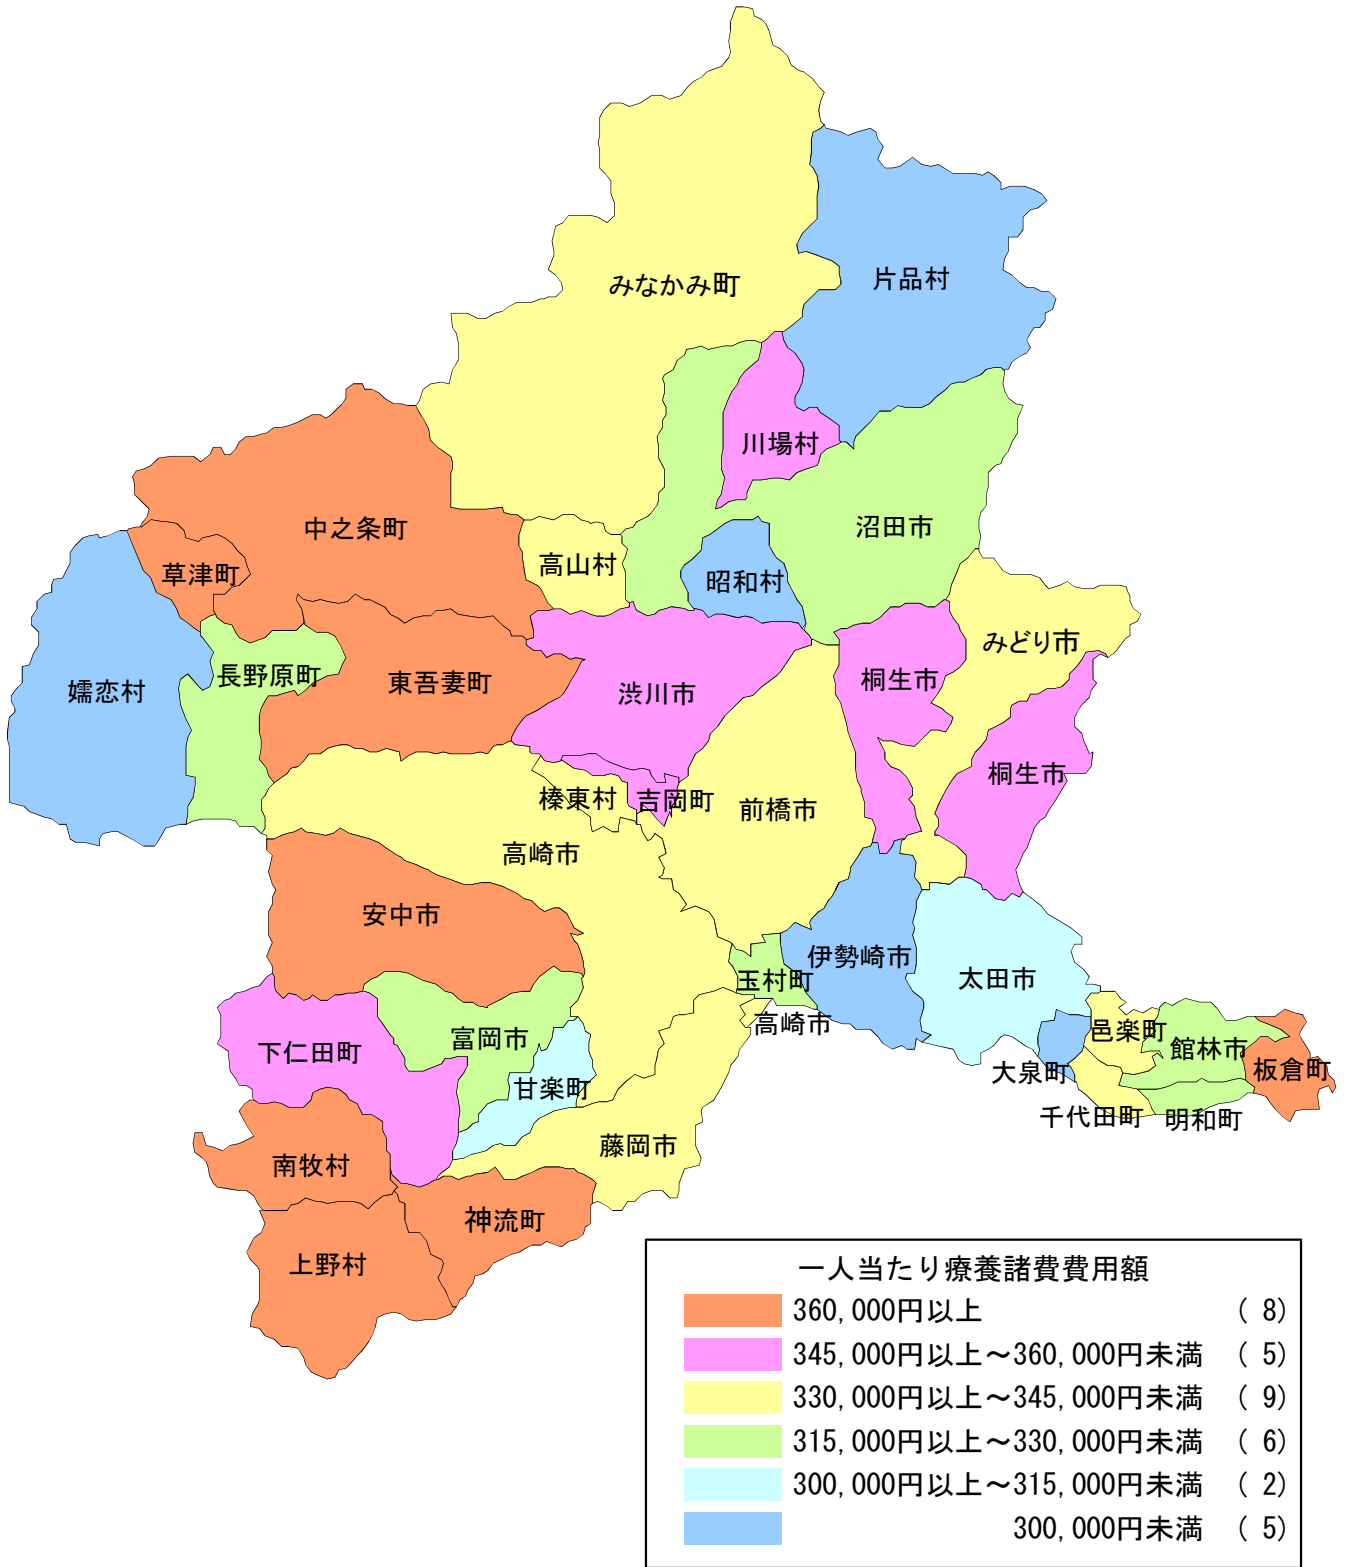 みなかみ町
片品村
川場村
中之条町
沼田市
高山村
草津町
昭和村
みどり市
長野原町
東吾妻町
桐生市
嬬恋村
渋川市
桐生市
榛東村
吉岡町
前橋市
高崎市
安中市
伊勢崎市
玉村町
太田市
高崎市
富岡市
邑楽町
下仁田町
館林市
大泉町
板倉町
甘楽町
千代田町
明和町
藤岡市
南牧村
神流町
上野村
一人当たり療養諸費費用額
360,000円以上 ( 8)
345,000円以上～360,000円未満 ( 5)
330,000円以上～345,000円未満 ( 9)
315,000円以上～330,000円未満 ( 6)
300,000円以上～315,000円未満 ( 2)
300,000円未満 ( 5)